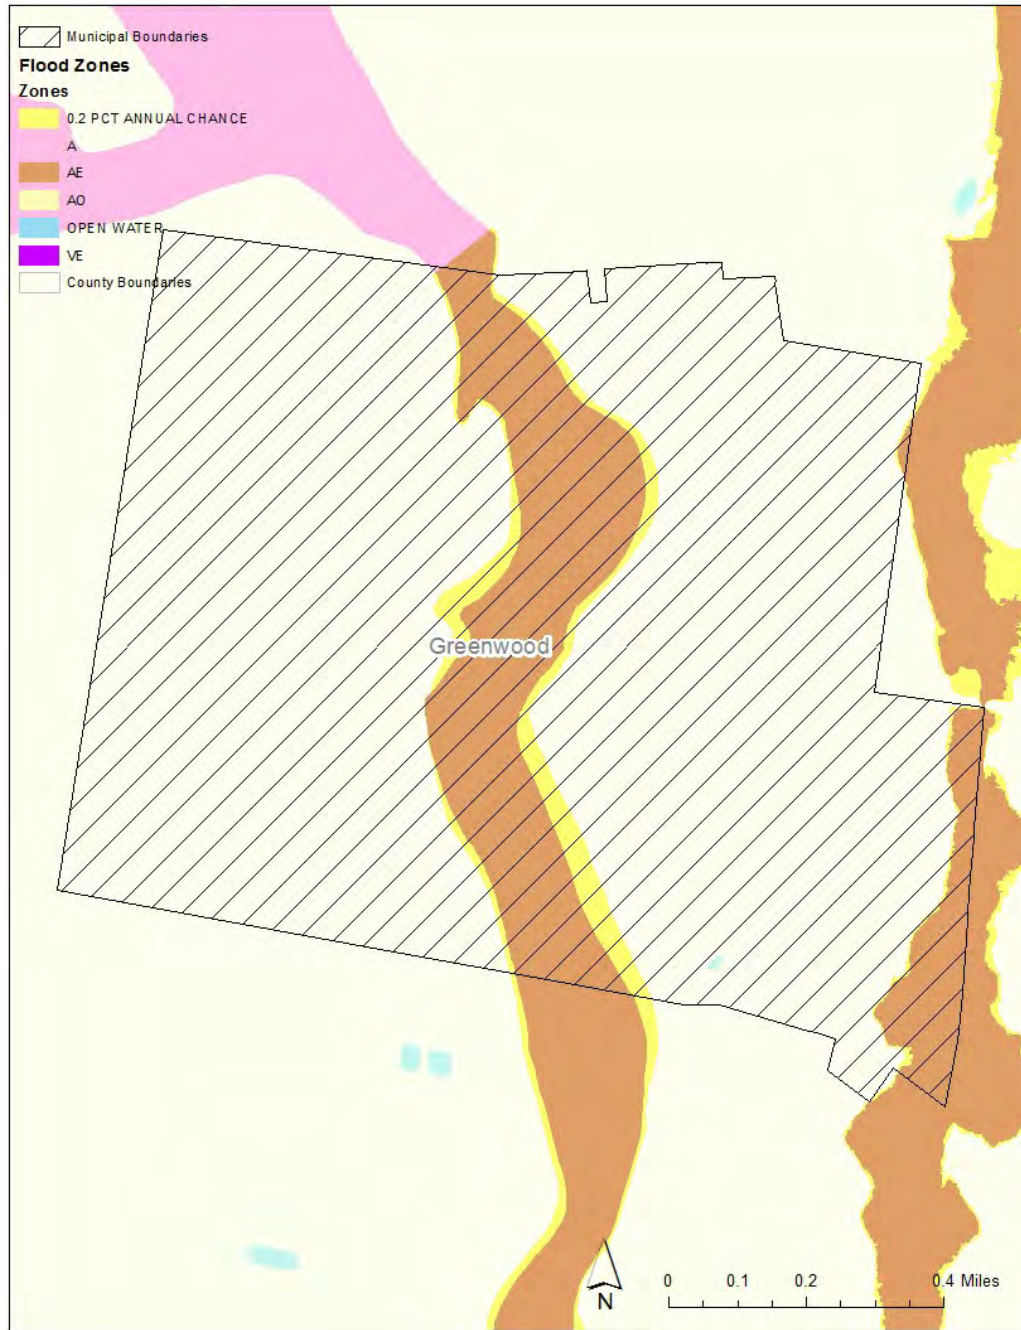 Municipal Boundaries
Flood Zones
Zones
0.2 PCT ANNUAL CHANCE
A
AE
AO
OPEN WATER
VE
County Boundaries
Greenwood
N
0 0.1 0.2 0.4 Miles